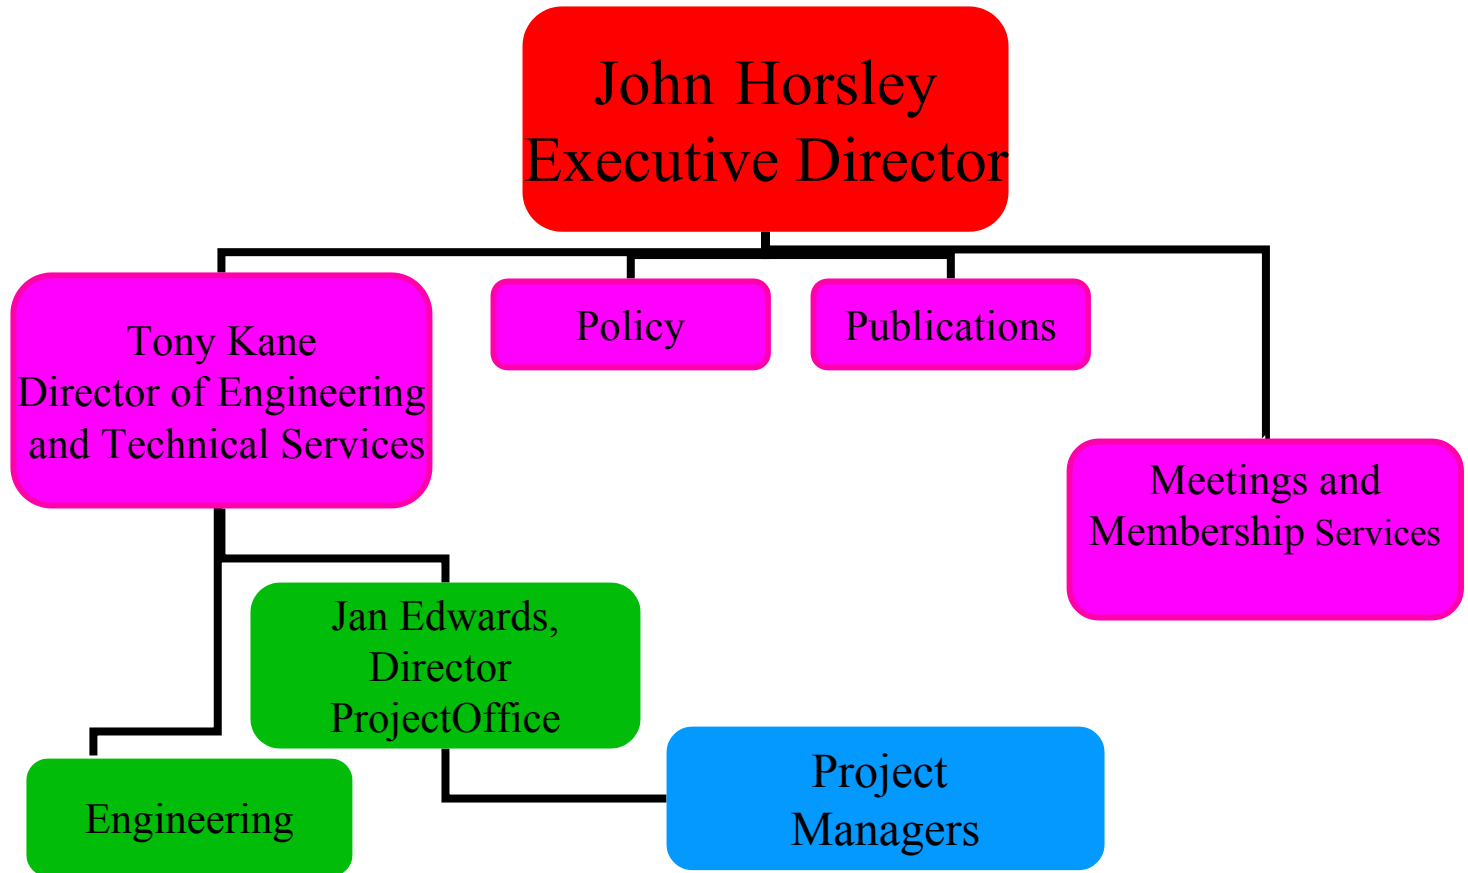 John Horsley
Executive Director
Tony Kane
Director of Engineering
and Technical Services
Policy
Publications
Meetings and
Membership Services
Jan Edwards,
Director
ProjectOffice
Engineering
Project
Managers